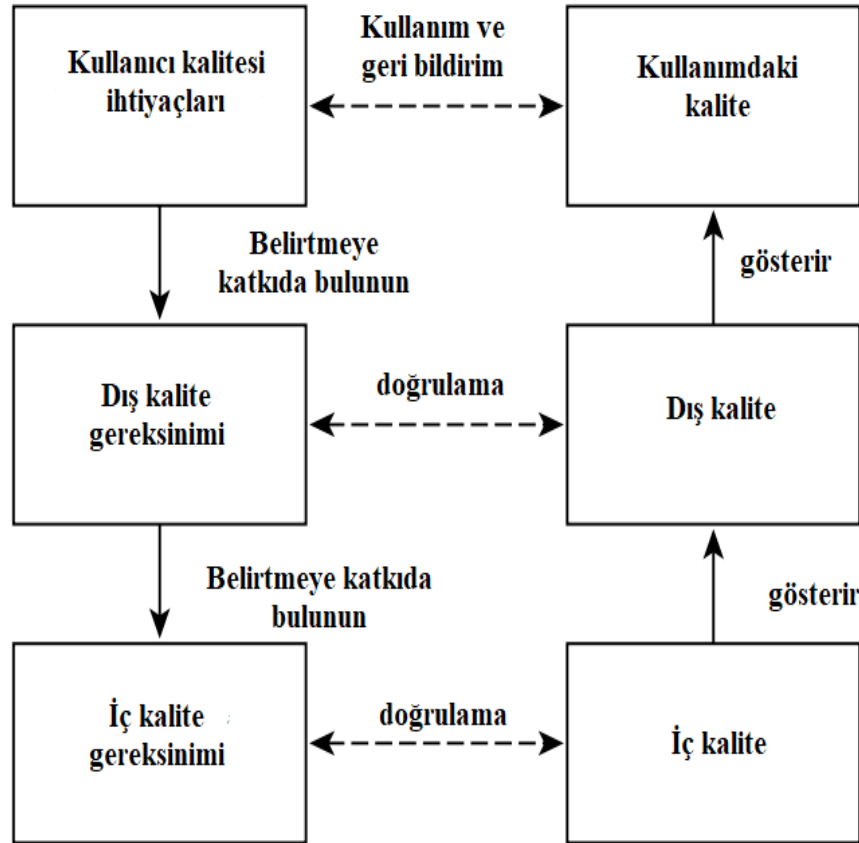 Kullanıcı kalitesi
ihtiyaçları
Kullanım ve
geri bildirim
Kullanımdaki
kalite
Belirtmeye
katkıda bulunun
gösterir
Dış kalite
gereksinimi
doğrulama
Dış kalite
Belirtmeye katkıda
bulunun
gösterir
İç kalite
gereksinimi
doğrulama
İç kalite